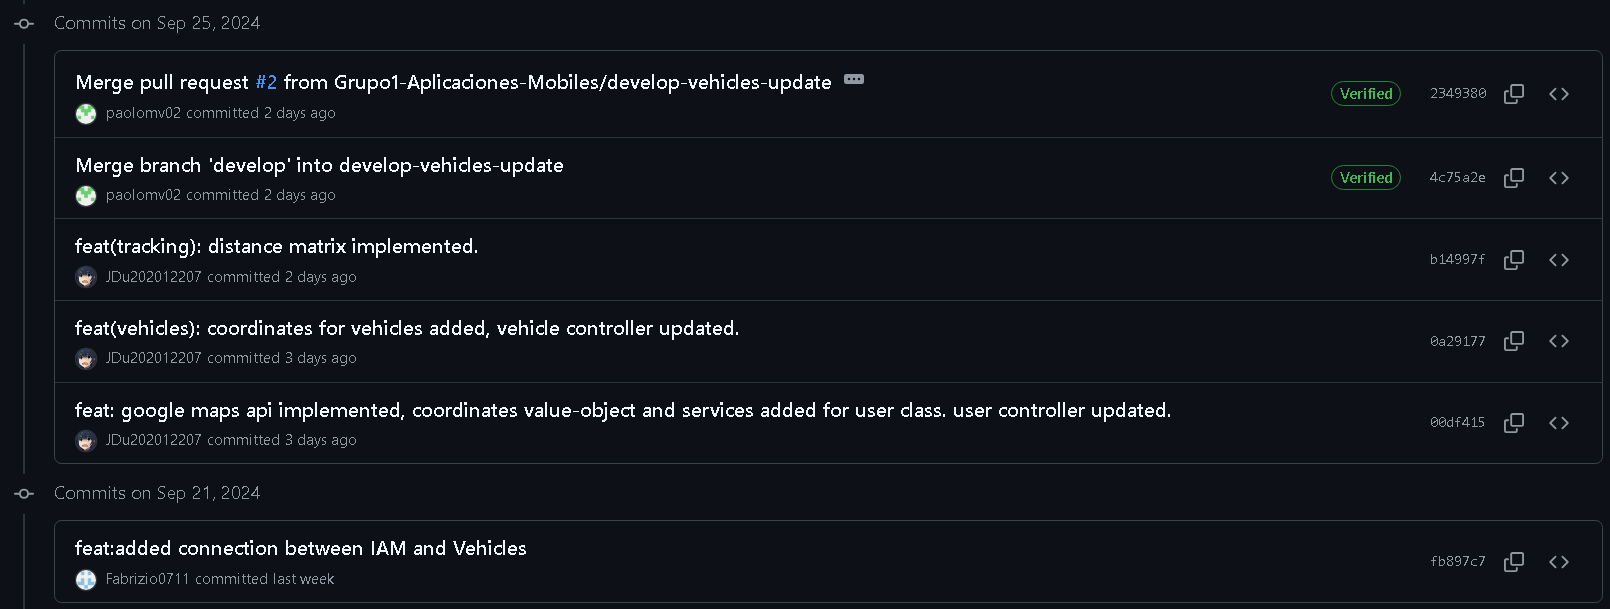 Commits on Sep 25, 2024
Merge pull request #2 from Grupo1-Aplicaciones-Mobiles/develop-vehicles-update
Verified 2349380
paolomv02 committed 2 days ago
Merge branch 'develop' into develop-vehicles-update
Verified 4c75a2e
paolomv02 committed 2 days ago
feat(tracking): distance matrix implemented.
b14997f
JDu202012207 committed 2 days ago
feat(vehicles): coordinates for vehicles added, vehicle controller updated.
0a29177
JDu202012207 committed 3 days ago
feat: google maps api implemented, coordinates value-object and services added for user class. user controller updated.
00df415
JDu202012207 committed 3 days ago
Commits on Sep 21, 2024
feat:added connection between IAM and Vehicles
fb897c7
Fabrizio0711 committed last week